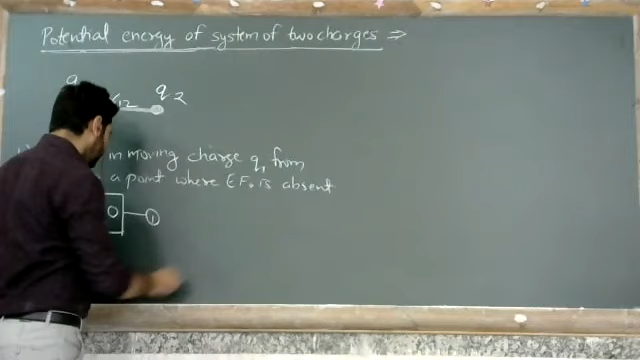 Potential energy of system of two charges ⇒
q
r12 q2
in moving charge q1 from
a point where E.F. is absent
0 1